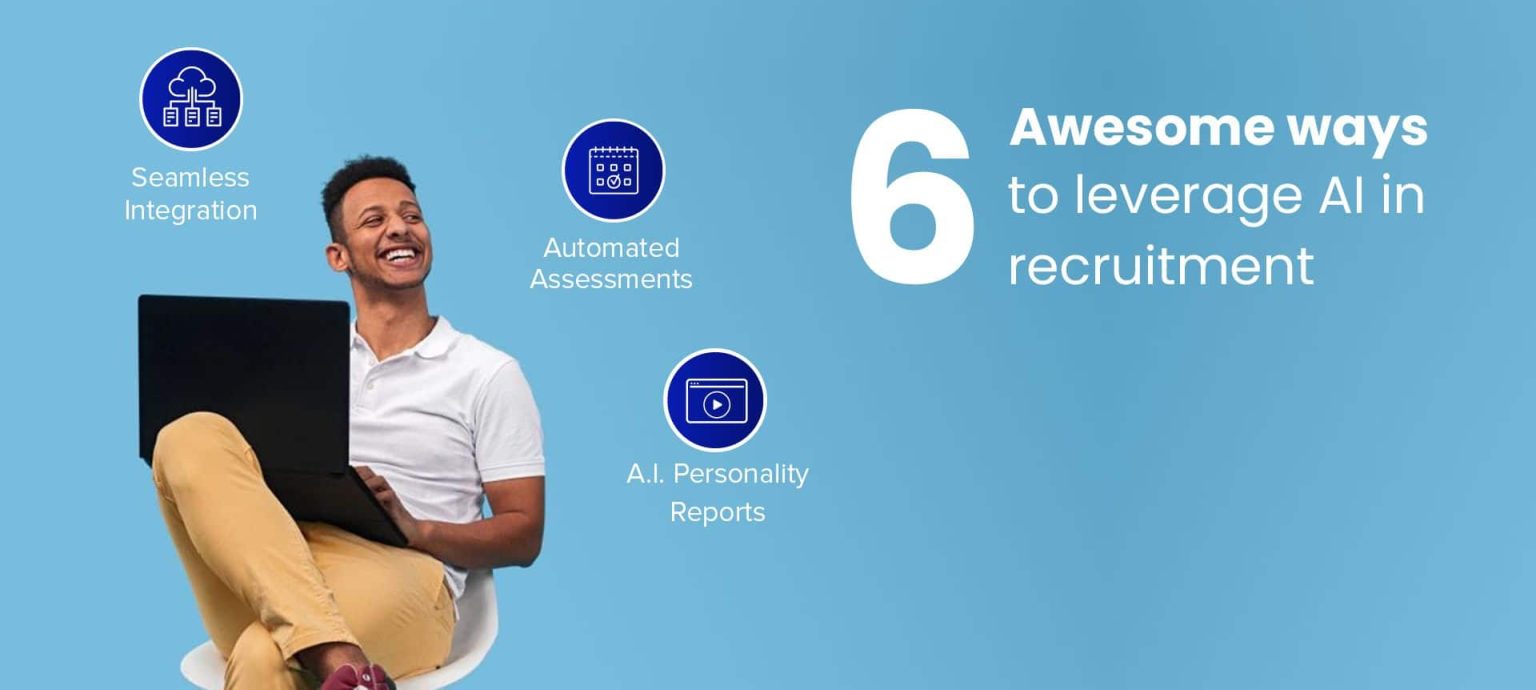 Seamless
Integration
Automated
Assessments
A.I. Personality
Reports
6
Awesome ways
to leverage AI in
recruitment